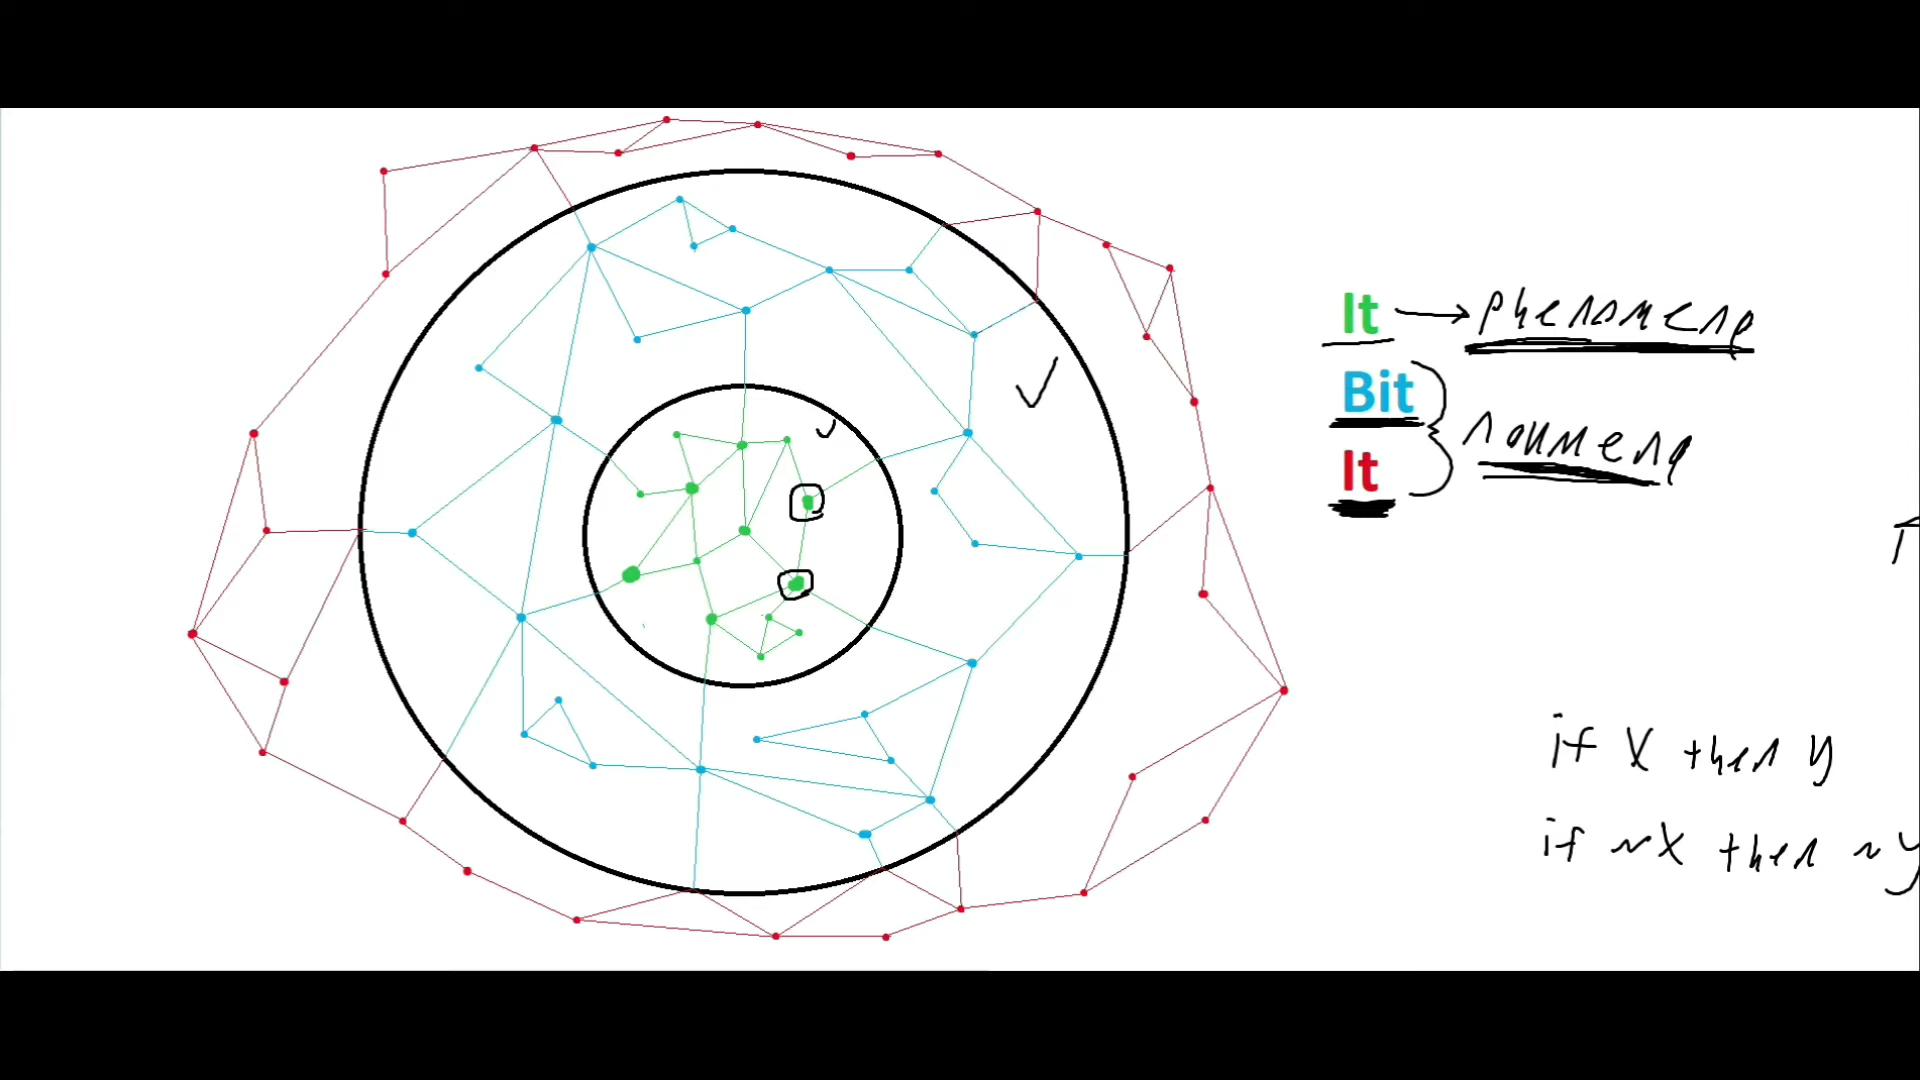 It → phenomena
Bit
It
noumena
if X then y
if ~X then ~y